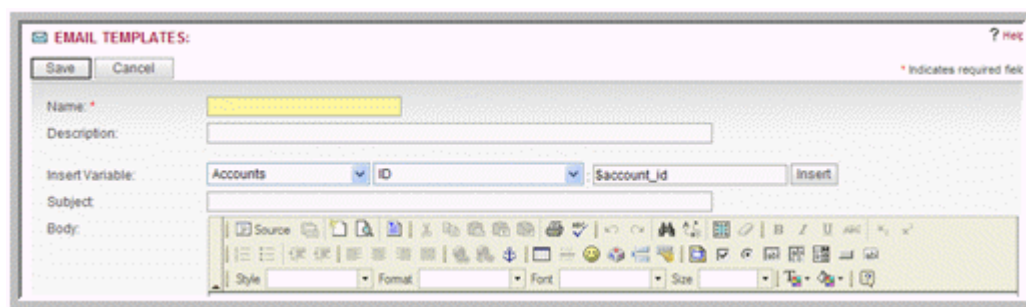 EMAIL TEMPLATES:
? Help
Save Cancel
* Indicates required field
Name: *
Description:
Insert Variable: Accounts ID : $account_id Insert
Subject:
Body: Source B I U ABC
Style Format Font Size